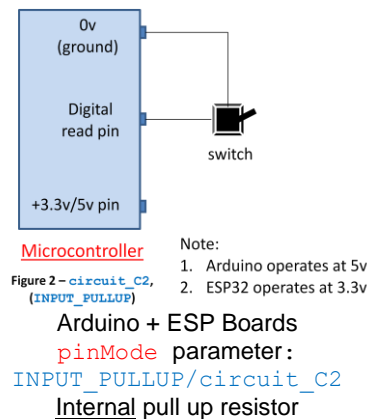 0v
(ground)
Digital
read pin
switch
+3.3v/5v pin
Microcontroller
Figure 2 – circuit_C2,
(INPUT_PULLUP)
Note:
1. Arduino operates at 5v
2. ESP32 operates at 3.3v
Arduino + ESP Boards
pinMode parameter:
INPUT_PULLUP/circuit_C2
Internal pull up resistor